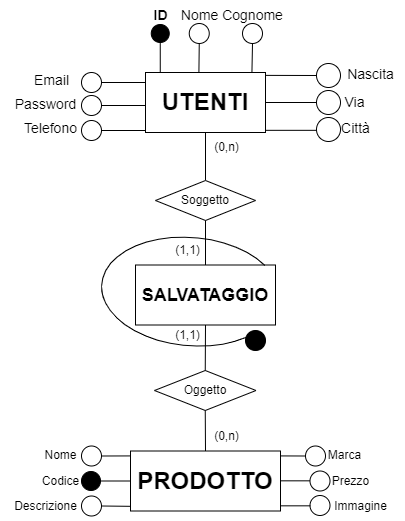 ID Nome Cognome
Email
Nascita
Password
UTENTI
Via
Telefono
Città
(0,n)
Soggetto
(1,1)
SALVATAGGIO
(1,1)
Oggetto
(0,n)
Nome
Marca
Codice
PRODOTTO
Prezzo
Descrizione
Immagine